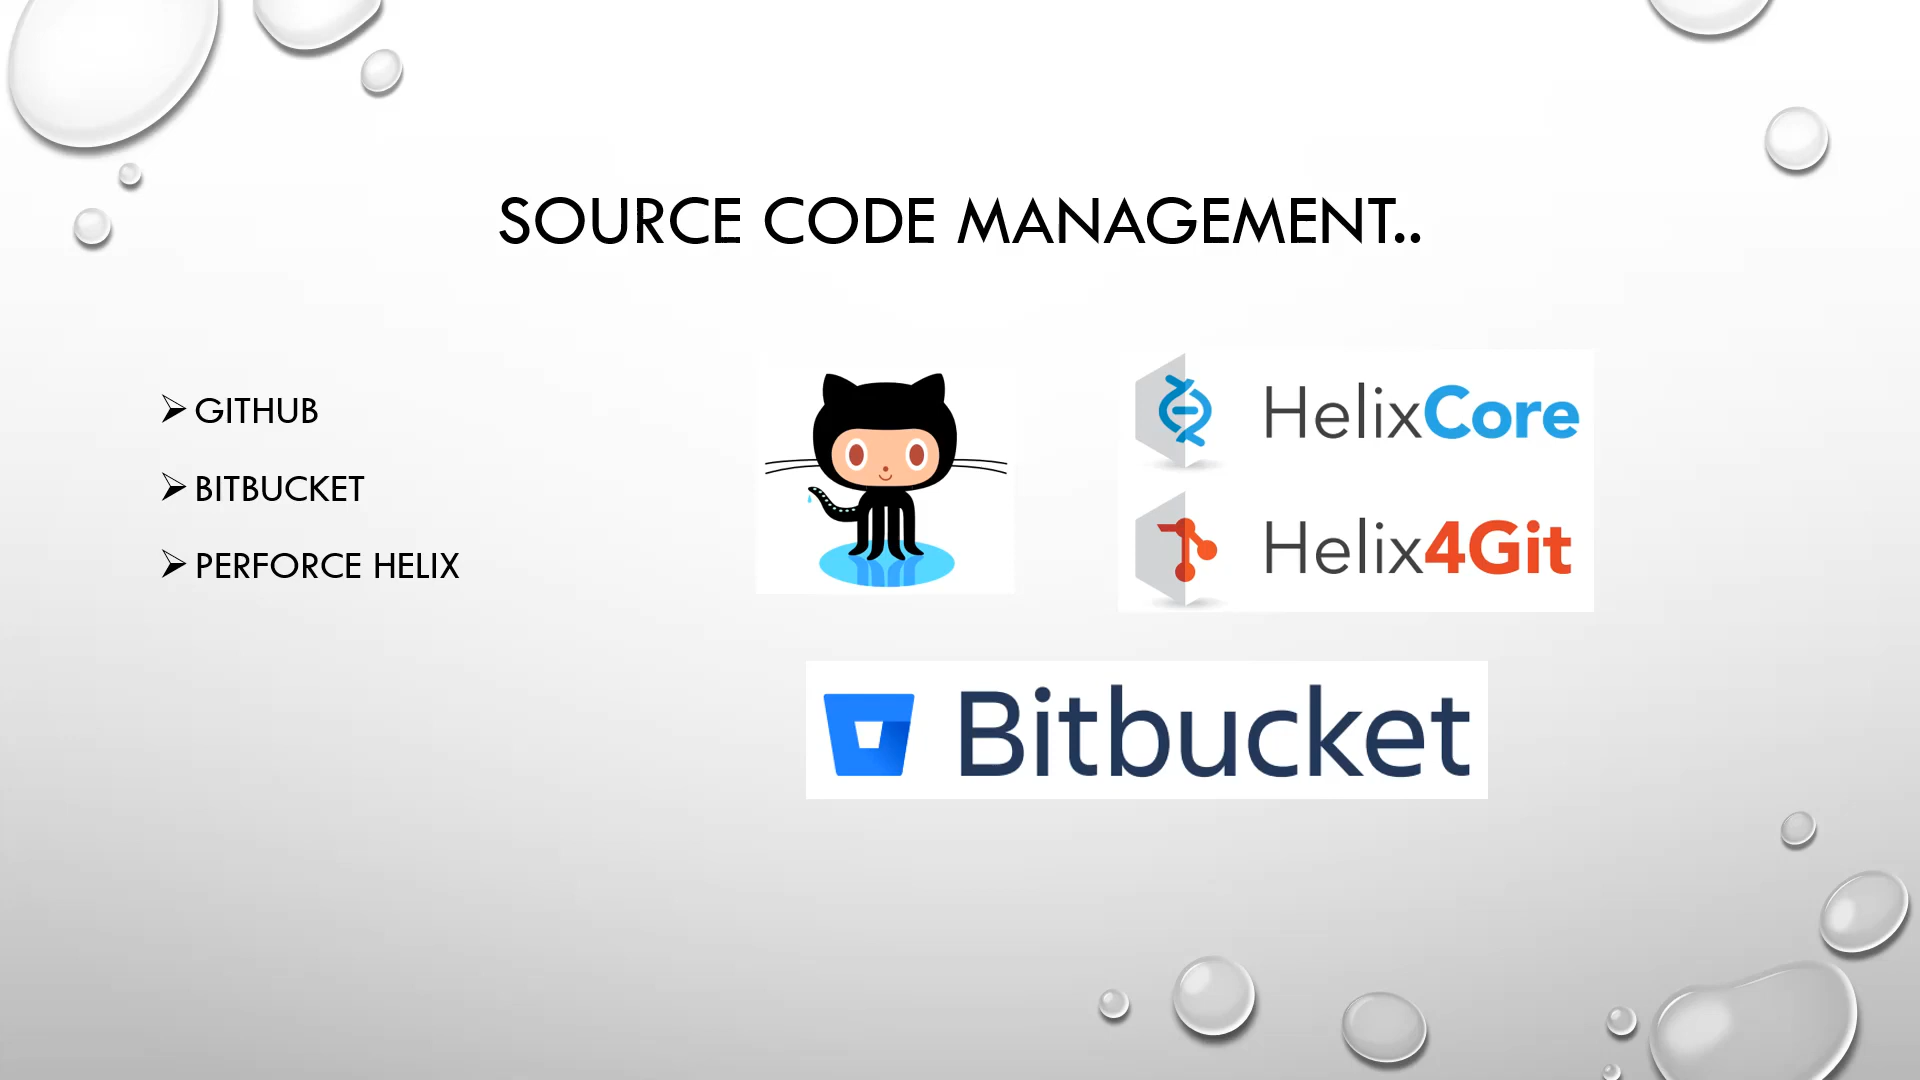 SOURCE CODE MANAGEMENT..
GITHUB
BITBUCKET
PERFORCE HELIX
HelixCore
Helix4Git
Bitbucket